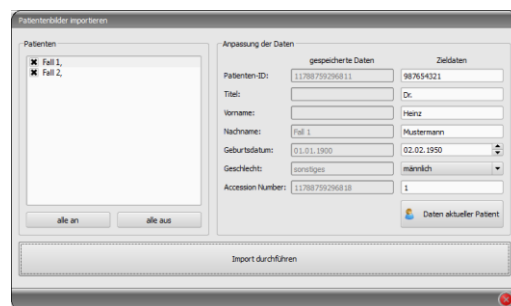 Patientenbilder importieren
Patienten
Fall 1,
Fall 2,
alle an
alle aus
Anpassung der Daten
gespeicherte Daten
Zieldaten
Patienten-ID: 11788759296811 987654321
Titel: Dr.
Vorname: Heinz
Nachname: Fall 1 Mustermann
Geburtsdatum: 01.01.1900 02.02.1950
Geschlecht: sonstiges männlich
Accession Number: 11788759296818 1
Daten aktueller Patient
Import durchführen